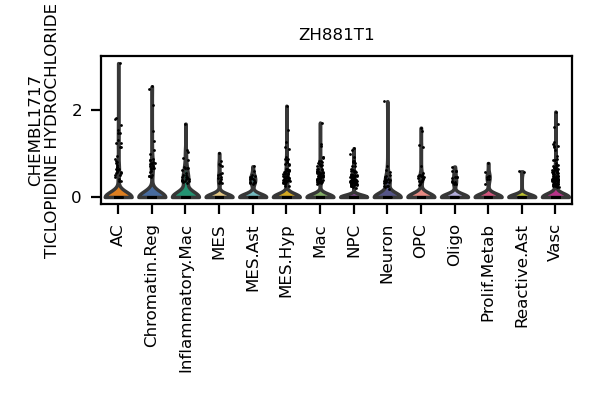 ZH881T1
CHEMBL1717
TICLOPIDINE HYDROCHLORIDE
2
0
AC
Chromatin.Reg
Inflammatory.Mac
MES
MES.Ast
MES.Hyp
Mac
NPC
Neuron
OPC
Oligo
Prolif.Metab
Reactive.Ast
Vasc